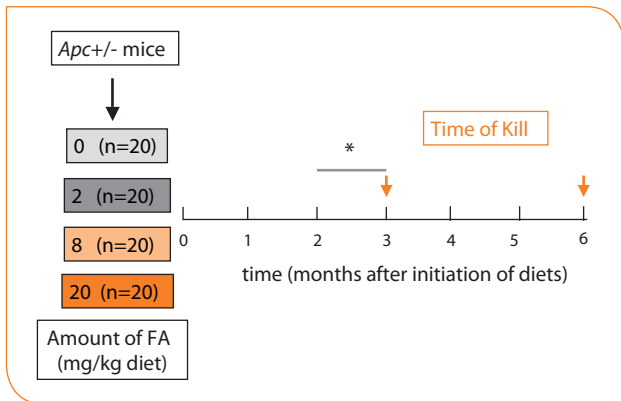 Apc+/- mice
0 (n=20)
2 (n=20)
8 (n=20)
20 (n=20)
Amount of FA
(mg/kg diet)
Time of Kill
*
0 1 2 3 4 5 6
time (months after initiation of diets)